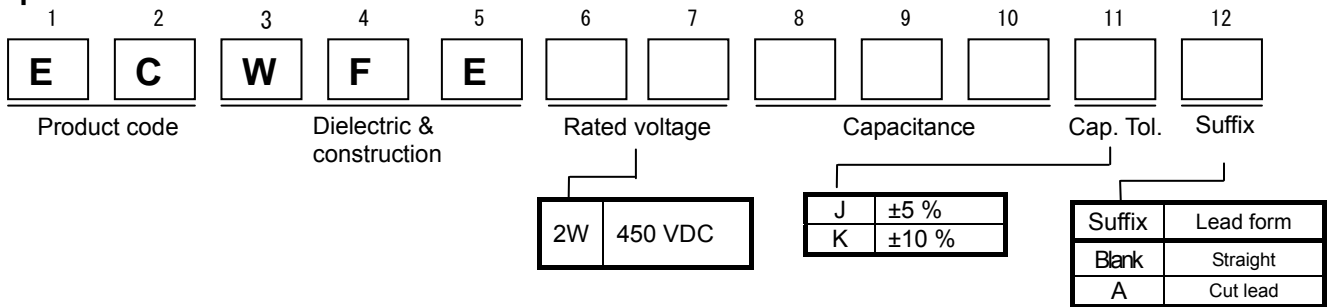 1 2 3 4 5 6 7 8 9 10 11 12
E C W F E
Product code Dielectric & construction Rated voltage Capacitance Cap. Tol. Suffix
2W 450 VDC
J ±5 %
K ±10 %
Suffix Lead form
Blank Straight
A Cut lead